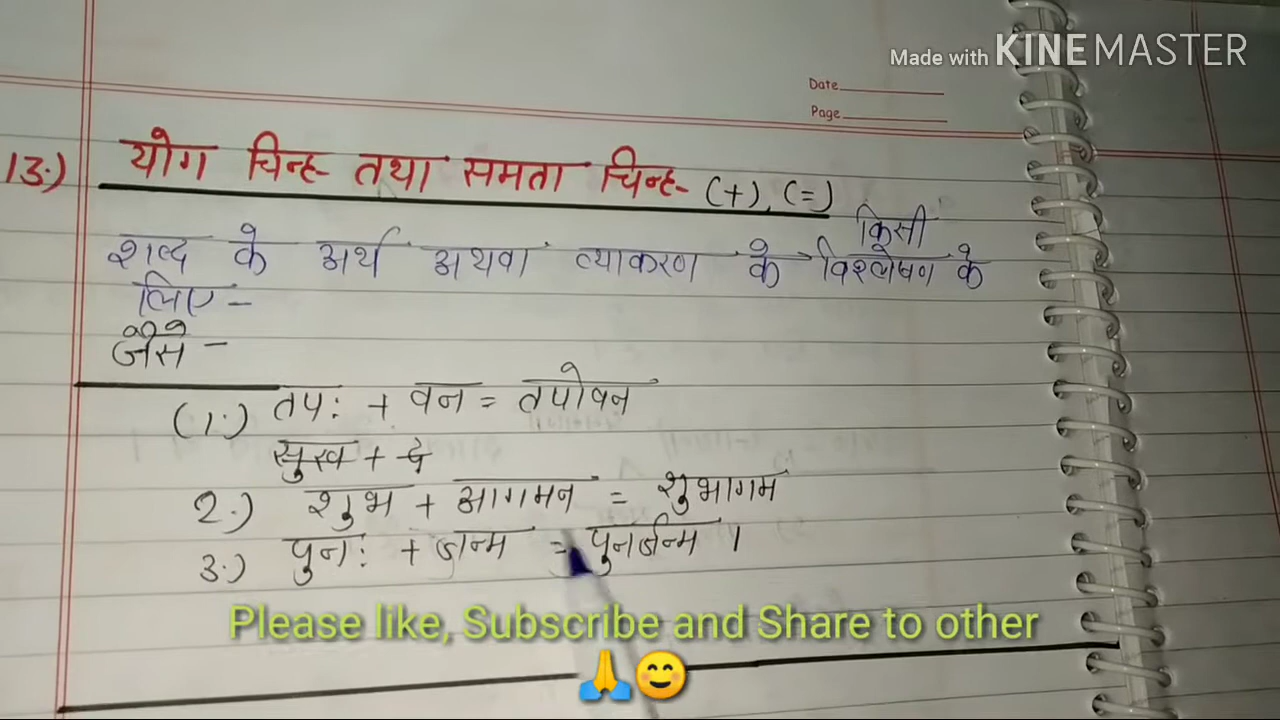 Made with KINEMASTER
Date
Page
13.) योग चिन्ह तथा समता चिन्ह (+), (=)
किसी
शब्द के अर्थ अथवा व्याकरण के विश्लेषण के
लिए -
जैसे -
(1.) तप: + वन = तपोवन
सुख + दे
2.) शुभ + आगमन = शुभागम
3.) पुन: + जन्म = पुनर्जन्म ।
Please like, Subscribe and Share to other
🙏😊